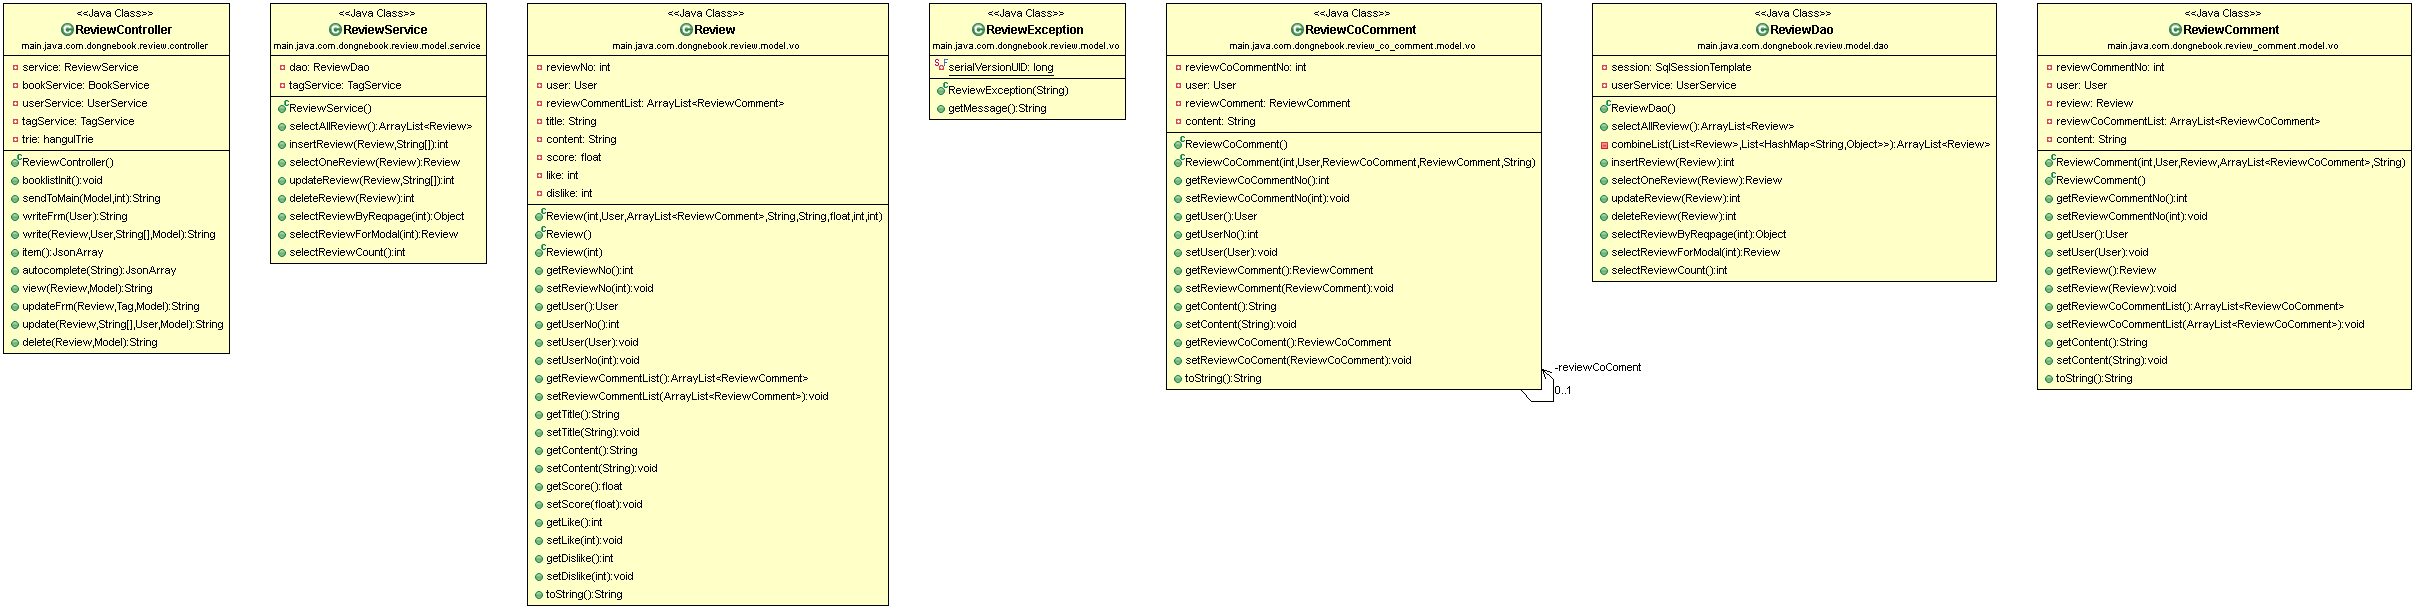 <<Java Class>>
ReviewController
main.java.com.dongnebook.review.controller
service: ReviewService
bookService: BookService
userService: UserService
tagService: TagService
trie: hangulTrie
ReviewController()
booklistInit():void
sendToMain(Model,int):String
writeFrm(User):String
write(Review,User,String[],Model):String
item():JsonArray
autocomplete(String):JsonArray
view(Review,Model):String
updateFrm(Review,Tag,Model):String
update(Review,String[],User,Model):String
delete(Review,Model):String
<<Java Class>>
ReviewService
main.java.com.dongnebook.review.model.service
dao: ReviewDao
tagService: TagService
ReviewService()
selectAllReview():ArrayList<Review>
insertReview(Review,String[]):int
selectOneReview(Review):Review
updateReview(Review,String[]):int
deleteReview(Review):int
selectReviewByReqpage(int):Object
selectReviewForModal(int):Review
selectReviewCount():int
<<Java Class>>
Review
main.java.com.dongnebook.review.model.vo
reviewNo: int
user: User
reviewCommentList: ArrayList<ReviewComment>
title: String
content: String
score: float
like: int
dislike: int
Review(int,User,ArrayList<ReviewComment>,String,String,float,int,int)
Review()
Review(int)
getReviewNo():int
setReviewNo(int):void
getUser():User
getUserNo():int
setUser(User):void
setUserNo(int):void
getReviewCommentList():ArrayList<ReviewComment>
setReviewCommentList(ArrayList<ReviewComment>):void
getTitle():String
setTitle(String):void
getContent():String
setContent(String):void
getScore():float
setScore(float):void
getLike():int
setLike(int):void
getDislike():int
setDislike(int):void
toString():String
<<Java Class>>
ReviewException
main.java.com.dongnebook.review.model.vo
serialVersionUID: long
ReviewException(String)
getMessage():String
<<Java Class>>
ReviewCoComment
main.java.com.dongnebook.review_co_comment.model.vo
reviewCoCommentNo: int
user: User
reviewComment: ReviewComment
content: String
ReviewCoComment()
ReviewCoComment(int,User,ReviewCoComment,ReviewComment,String)
getReviewCoCommentNo():int
setReviewCoCommentNo(int):void
getUser():User
getUserNo():int
setUser(User):void
getReviewComment():ReviewComment
setReviewComment(ReviewComment):void
getContent():String
setContent(String):void
getReviewCoComent():ReviewCoComment
setReviewCoComent(ReviewCoComment):void
toString():String
-reviewCoComent
0..1
<<Java Class>>
ReviewDao
main.java.com.dongnebook.review.model.dao
session: SqlSessionTemplate
userService: UserService
ReviewDao()
selectAllReview():ArrayList<Review>
combineList(List<Review>,List<HashMap<String,Object>>):ArrayList<Review>
insertReview(Review):int
selectOneReview(Review):Review
updateReview(Review):int
deleteReview(Review):int
selectReviewByReqpage(int):Object
selectReviewForModal(int):Review
selectReviewCount():int
<<Java Class>>
ReviewComment
main.java.com.dongnebook.review_comment.model.vo
reviewCommentNo: int
user: User
review: Review
reviewCoCommentList: ArrayList<ReviewCoComment>
content: String
ReviewComment(int,User,Review,ArrayList<ReviewCoComment>,String)
ReviewComment()
getReviewCommentNo():int
setReviewCommentNo(int):void
getUser():User
setUser(User):void
getReview():Review
setReview(Review):void
getReviewCoCommentList():ArrayList<ReviewCoComment>
setReviewCoCommentList(ArrayList<ReviewCoComment>):void
getContent():String
setContent(String):void
toString():String